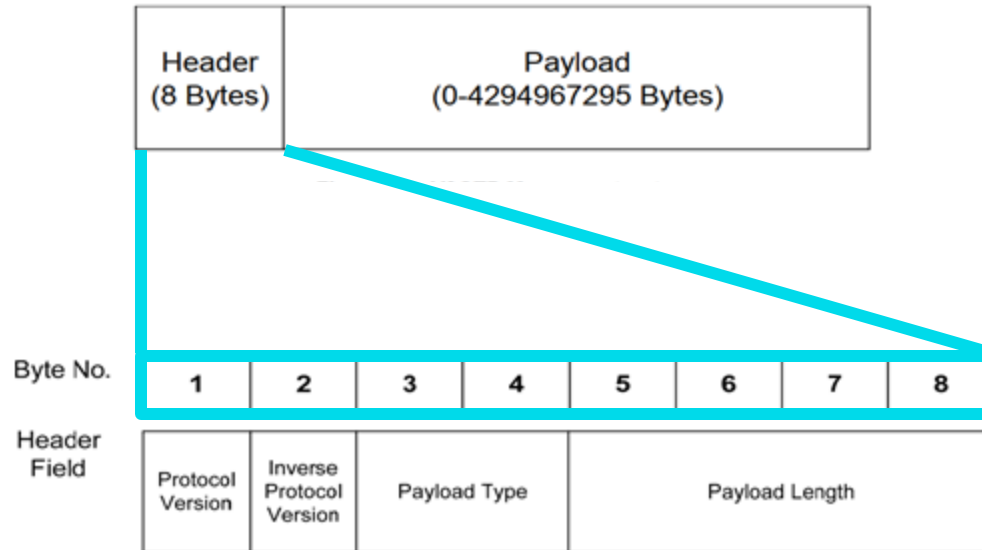 Header
(8 Bytes)
Payload
(0-4294967295 Bytes)
Byte No.
1 2 3 4 5 6 7 8
Header
Field
Protocol
Version
Inverse
Protocol
Version
Payload Type
Payload Length